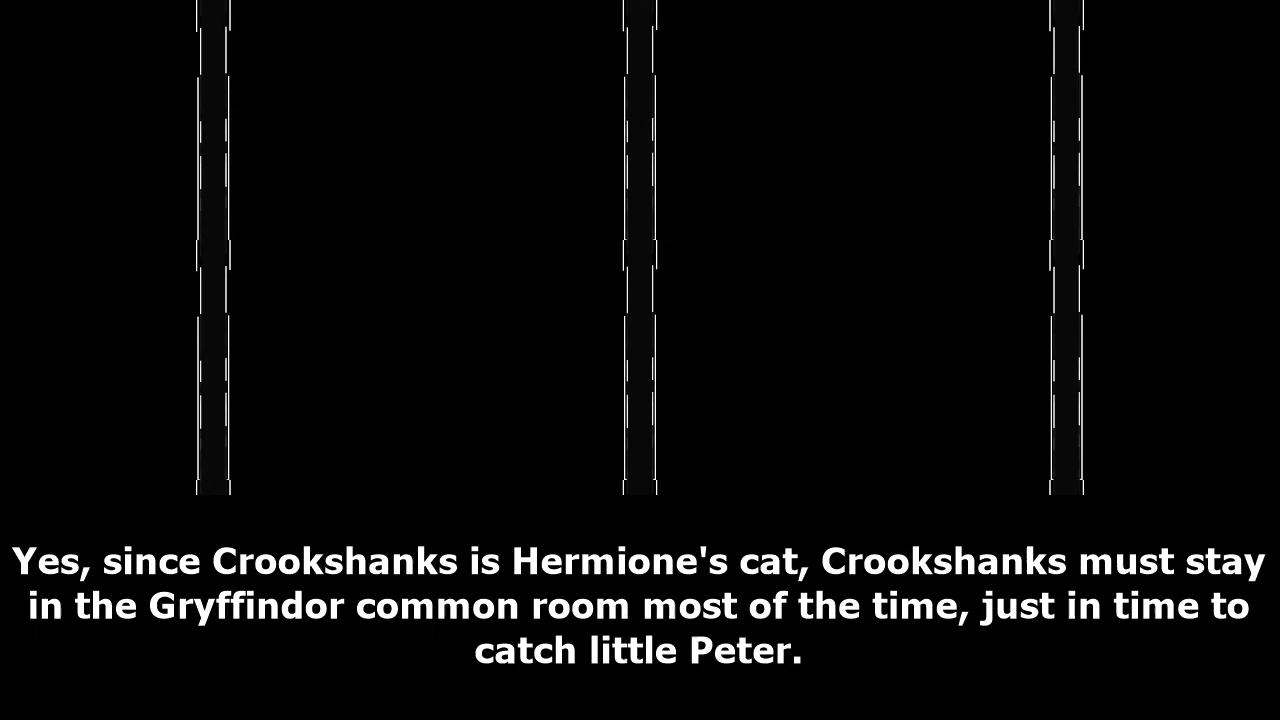 Yes, since Crookshanks is Hermione's cat, Crookshanks must stay
in the Gryffindor common room most of the time, just in time to
catch little Peter.